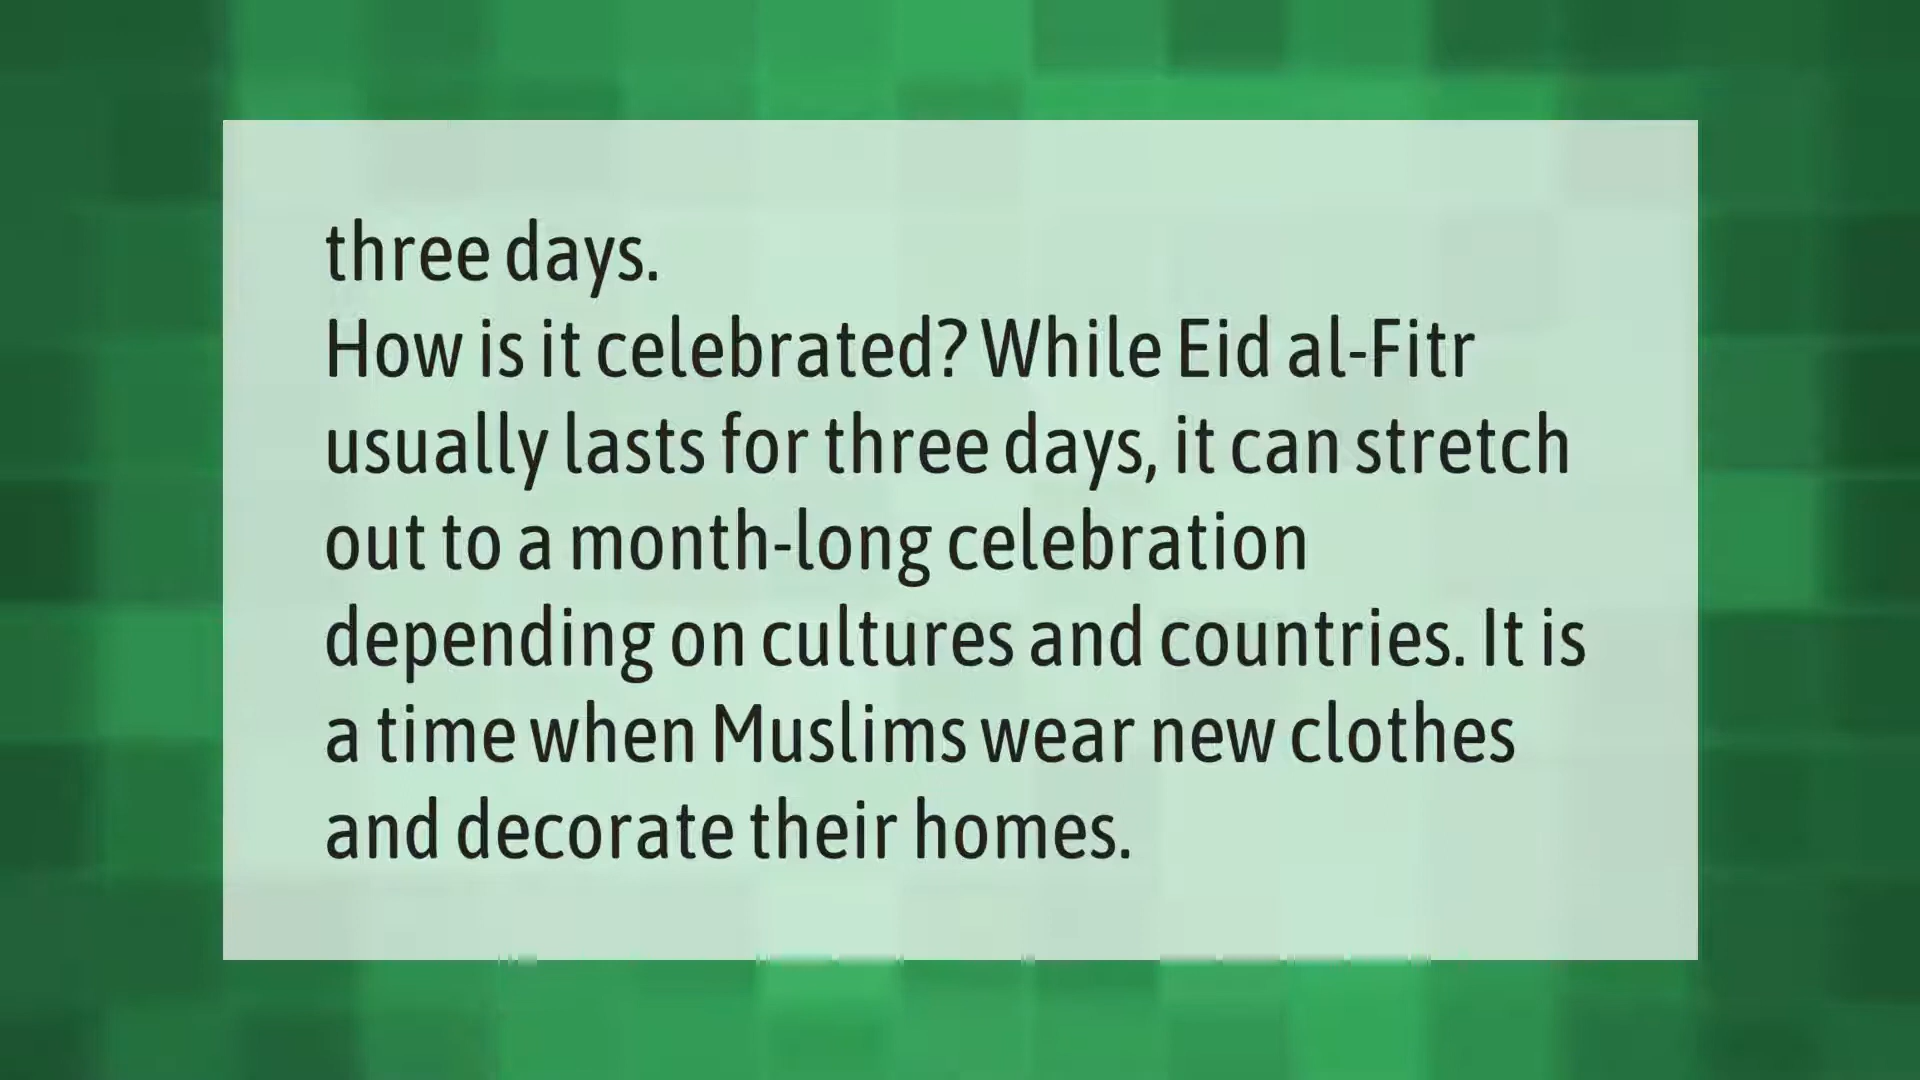 three days.
How is it celebrated? While Eid al-Fitr
usually lasts for three days, it can stretch
out to a month-long celebration
depending on cultures and countries. It is
a time when Muslims wear new clothes
and decorate their homes.